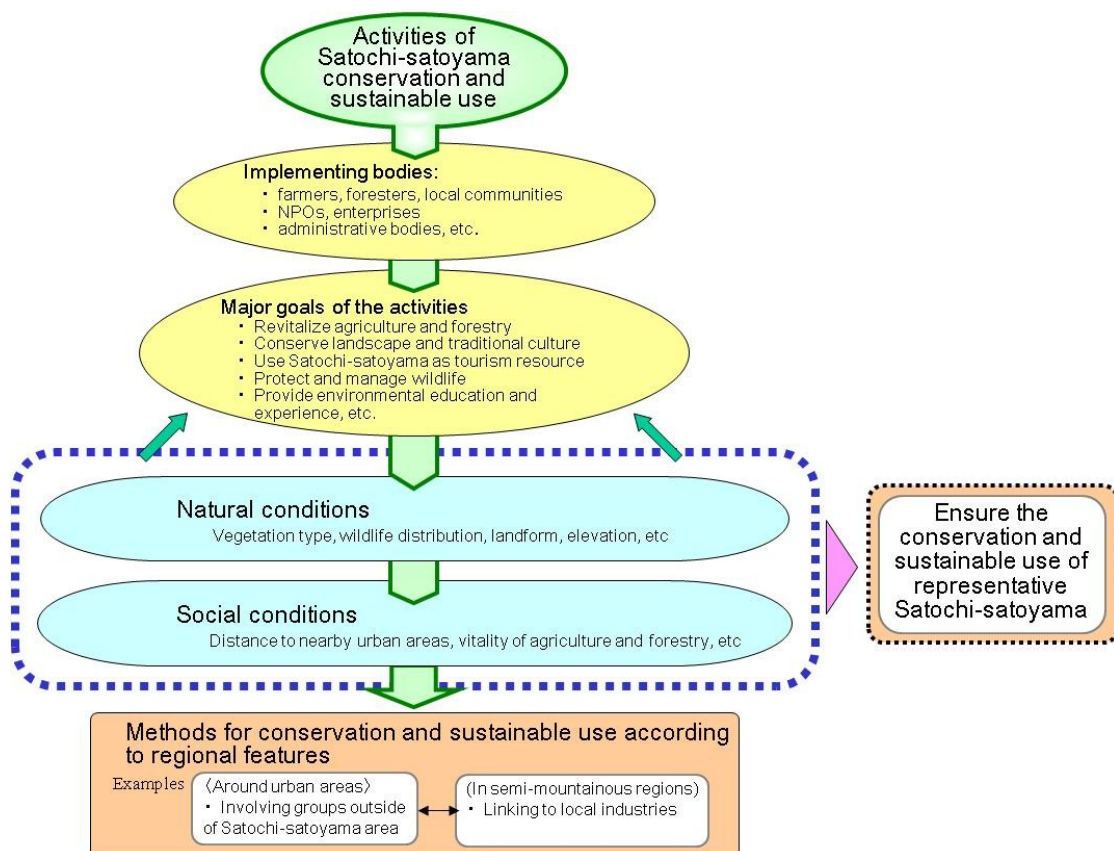 Activities of
Satochi-satoyama
conservation and
sustainable use
Implementing bodies:
・ farmers, foresters, local communities
・ NPOs, enterprises
・ administrative bodies, etc.
Major goals of the activities
・ Revitalize agriculture and forestry
・ Conserve landscape and traditional culture
・ Use Satochi-satoyama as tourism resource
・ Protect and manage wildlife
・ Provide environmental education and
experience, etc.
Natural conditions
Vegetation type, wildlife distribution, landform, elevation, etc
Social conditions
Distance to nearby urban areas, vitality of agriculture and forestry, etc
Ensure the
conservation and
sustainable use of
representative
Satochi-satoyama
Methods for conservation and sustainable use according
to regional features
Examples
〈Around urban areas〉
・ Involving groups outside
of Satochi-satoyama area
(In semi-mountainous regions)
・ Linking to local industries